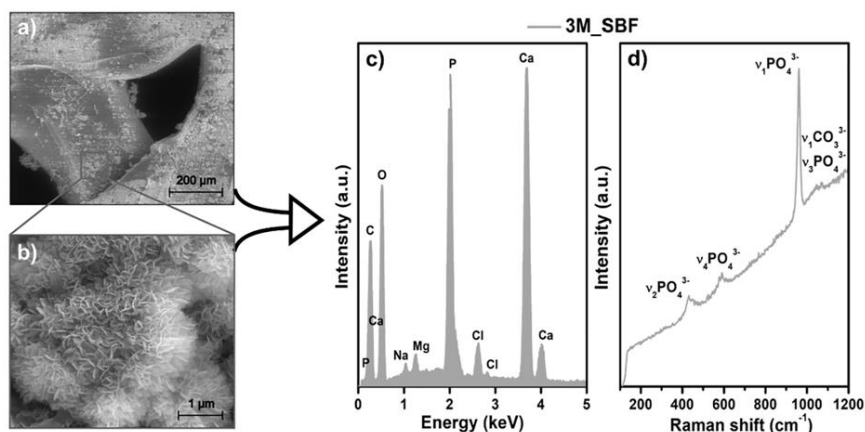 3M_SBF
a)
200 µm
b)
1 µm
c)
Intensity (a.u.)
P
Ca
O
C
Ca
P
Na
Mg
Cl
Cl
Ca
0 1 2 3 4 5
Energy (keV)
d)
Intensity (a.u.)
ν₁PO₄³⁻
ν₁CO₃³⁻
ν₃PO₄³⁻
ν₄PO₄³⁻
ν₂PO₄³⁻
200 400 600 800 1000 1200
Raman shift (cm⁻¹)